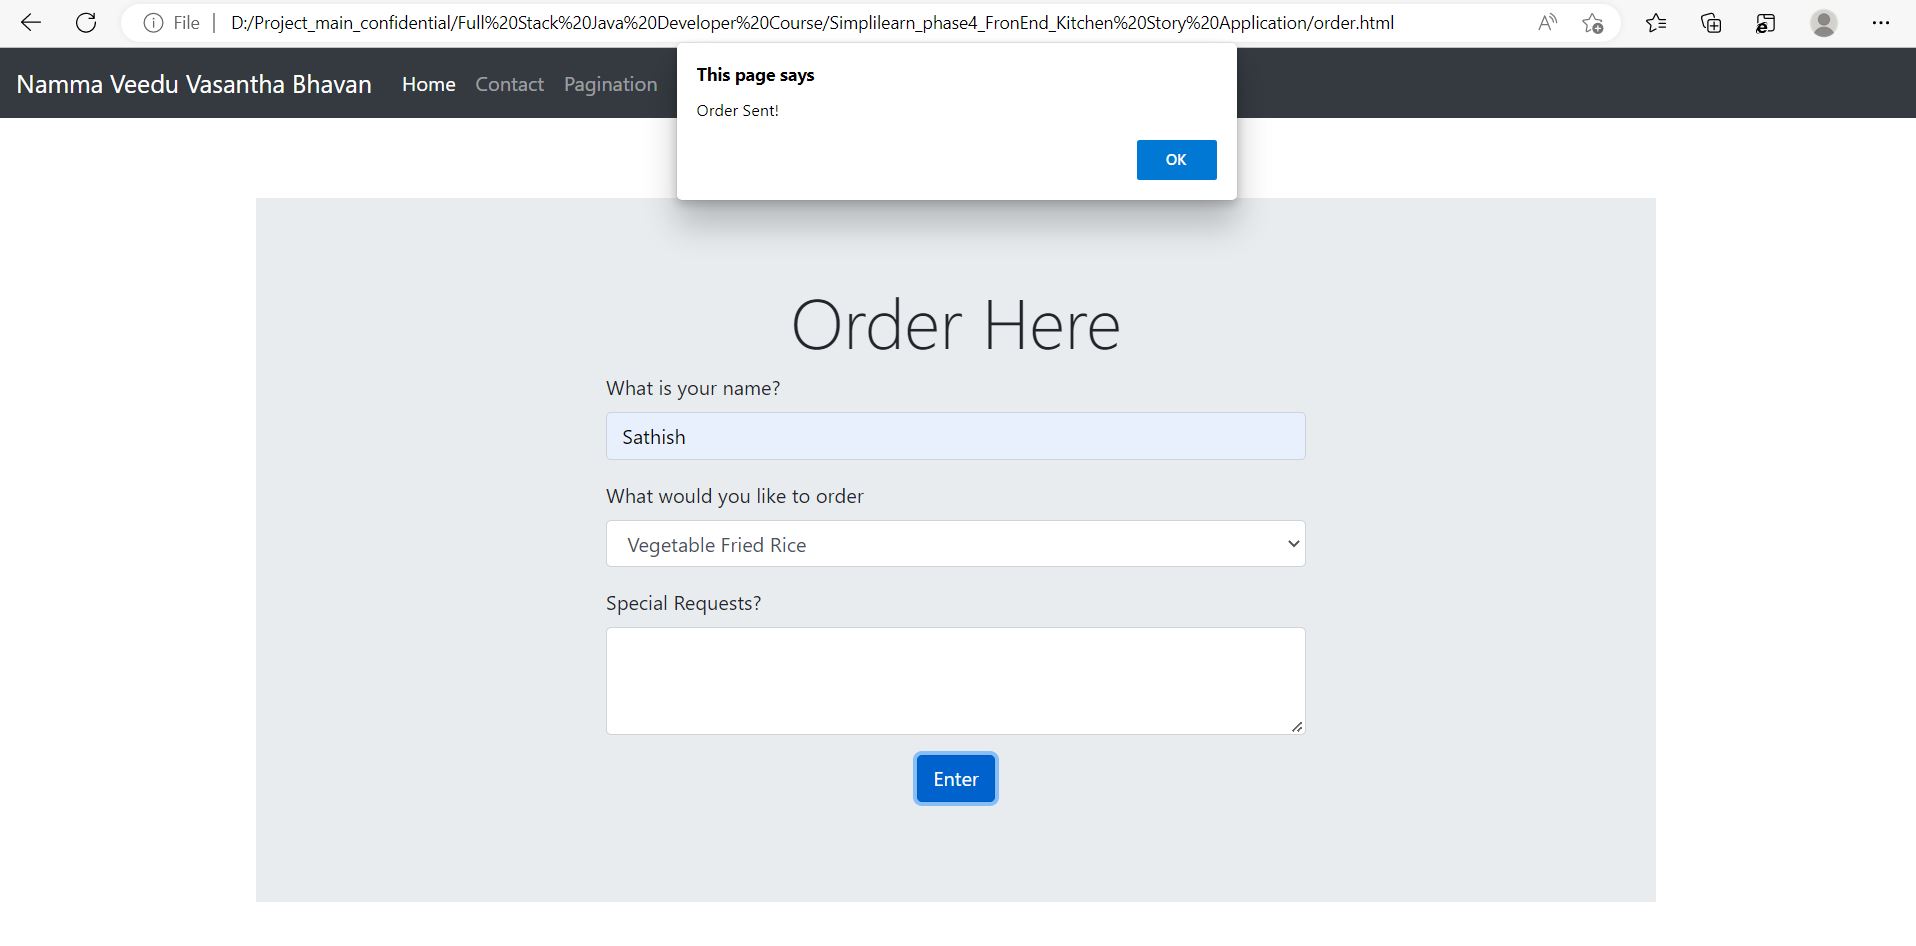 File D:/Project_main_confidential/Full%20Stack%20Java%20Developer%20Course/Simplilearn_phase4_FronEnd_Kitchen%20Story%20Application/order.html
Namma Veedu Vasantha Bhavan Home Contact Pagination
This page says
Order Sent!
OK
Order Here
What is your name?
Sathish
What would you like to order
Vegetable Fried Rice
Special Requests?
Enter